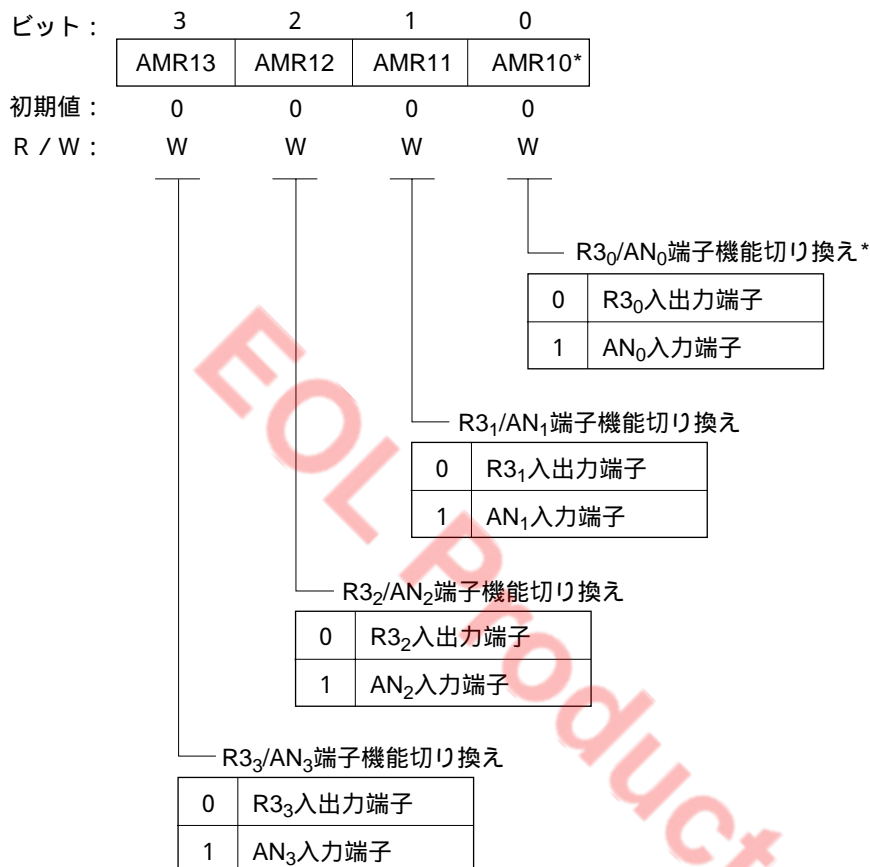 ビット： 3 2 1 0
AMR13 AMR12 AMR11 AMR10*
初期値： 0 0 0 0
R／W： W W W W
R3₀/AN₀端子機能切り換え*
0 R3₀入出力端子
1 AN₀入力端子
R3₁/AN₁端子機能切り換え
0 R3₁入出力端子
1 AN₁入力端子
R3₂/AN₂端子機能切り換え
0 R3₂入出力端子
1 AN₂入力端子
R3₃/AN₃端子機能切り換え
0 R3₃入出力端子
1 AN₃入力端子
EOL Product